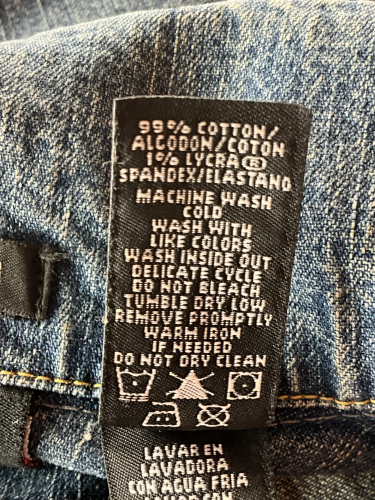 99% COTTON/
ALGODON/COTON
1% LYCRA®
SPANDEX/ELASTANO
MACHINE WASH
COLD
WASH WITH
LIKE COLORS
WASH INSIDE OUT
DELICATE CYCLE
DO NOT BLEACH
TUMBLE DRY LOW
REMOVE PROMPTLY
WARM IRON
IF NEEDED
DO NOT DRY CLEAN
LAVAR EN
LAVADORA
CON AGUA FRIA